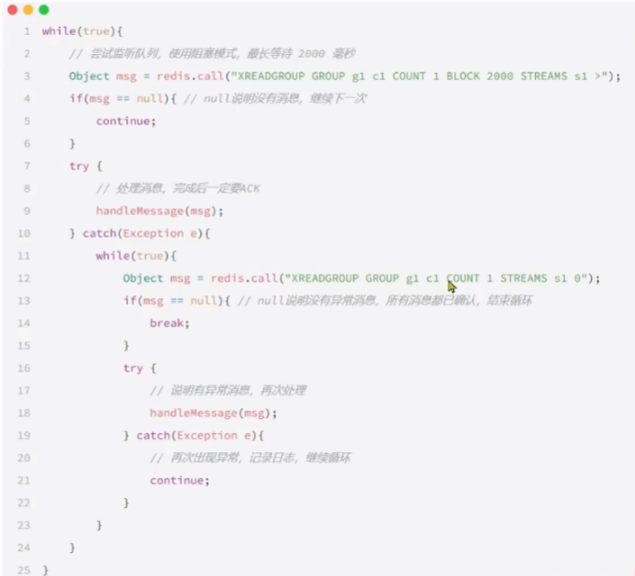 1 while(true){
2 // 尝试监听队列，使用阻塞模式，最长等待 2000 毫秒
3 Object msg = redis.call("XREADGROUP GROUP g1 c1 COUNT 1 BLOCK 2000 STREAMS s1 >");
4 if(msg == null){ // null说明没有消息，继续下一次
5 continue;
6 }
7 try {
8 // 处理消息，完成后一定要ACK
9 handleMessage(msg);
10 } catch(Exception e){
11 while(true){
12 Object msg = redis.call("XREADGROUP GROUP g1 c1 COUNT 1 STREAMS s1 0");
13 if(msg == null){ // null说明没有异常消息，所有消息都已确认，结束循环
14 break;
15 }
16 try {
17 // 说明有异常消息，再次处理
18 handleMessage(msg);
19 } catch(Exception e){
20 // 再次出现异常，记录日志，继续循环
21 continue;
22 }
23 }
24 }
25 }